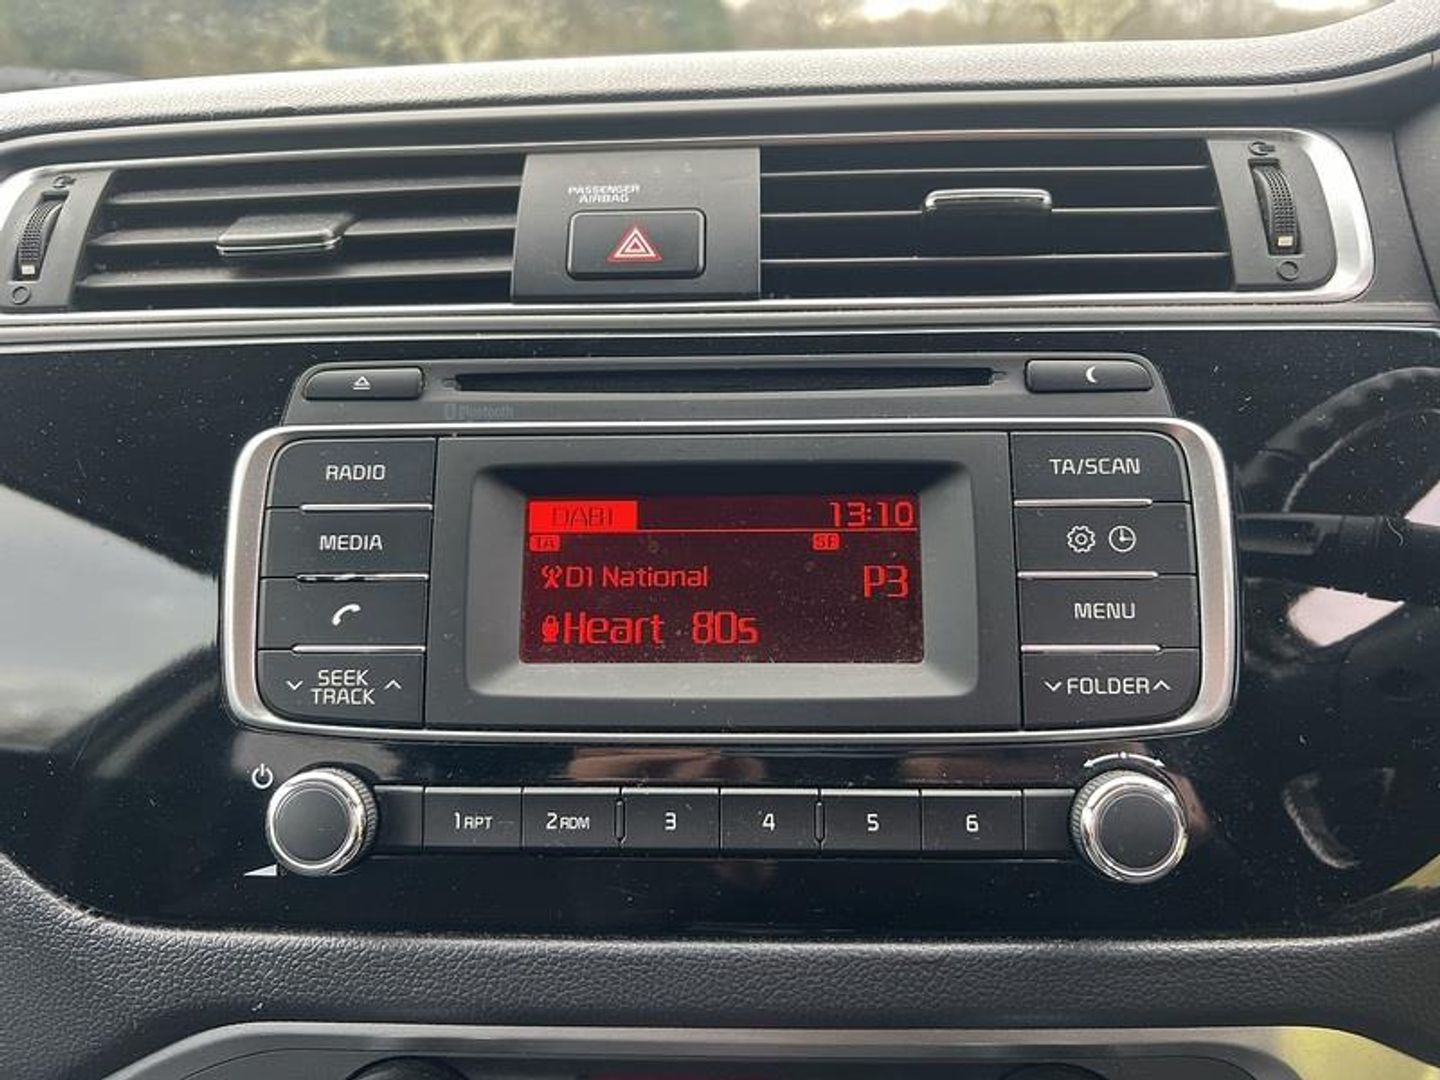 PASSENGER
AIRBAG
Bluetooth
RADIO
MEDIA
SEEK
TRACK
DAB1 13:10
TA SF
D1 National P3
Heart 80s
TA/SCAN
MENU
FOLDER
1 RPT 2 RDM 3 4 5 6